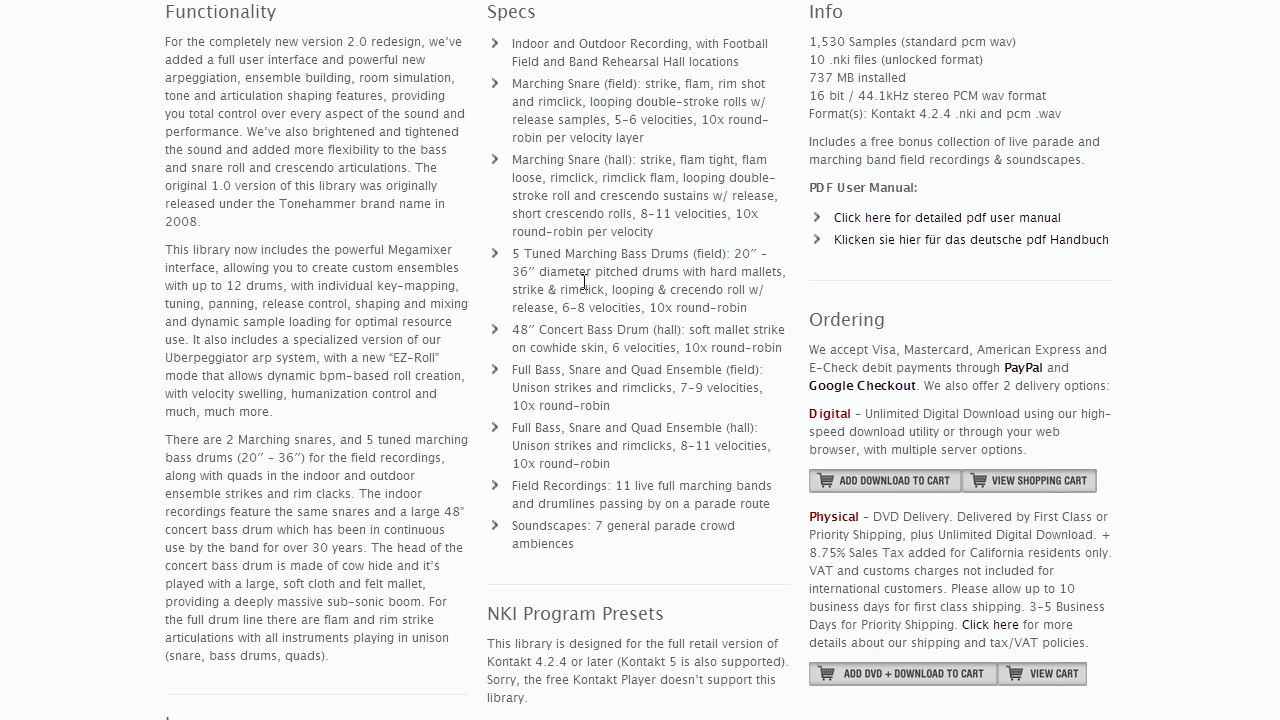 Functionality
For the completely new version 2.0 redesign, we've
added a full user interface and powerful new
arpeggiation, ensemble building, room simulation,
tone and articulation shaping features, providing
you total control over every aspect of the sound and
performance. We've also brightened and tightened
the sound and added more flexibility to the bass
and snare roll and crescendo articulations. The
original 1.0 version of this library was originally
released under the Tonehammer brand name in
2008.
This library now includes the powerful Megamixer
interface, allowing you to create custom ensembles
with up to 12 drums, with individual key-mapping,
tuning, panning, release control, shaping and mixing
and dynamic sample loading for optimal resource
use. It also includes a specialized version of our
Uberpeggiator arp system, with a new “EZ-Roll”
mode that allows dynamic bpm-based roll creation,
with velocity swelling, humanization control and
much, much more.
There are 2 Marching snares, and 5 tuned marching
bass drums (20″ – 36″) for the field recordings,
along with quads in the indoor and outdoor
ensemble strikes and rim clacks. The indoor
recordings feature the same snares and a large 48”
concert bass drum which has been in continuous
use by the band for over 30 years. The head of the
concert bass drum is made of cow hide and it's
played with a large, soft cloth and felt mallet,
providing a deeply massive sub-sonic boom. For
the full drum line there are flam and rim strike
articulations with all instruments playing in unison
(snare, bass drums, quads).
Specs
Indoor and Outdoor Recording, with Football
Field and Band Rehearsal Hall locations
Marching Snare (field): strike, flam, rim shot
and rimclick, looping double-stroke rolls w/
release samples, 5-6 velocities, 10x round-
robin per velocity layer
Marching Snare (hall): strike, flam tight, flam
loose, rimclick, rimclick flam, looping double-
stroke roll and crescendo sustains w/ release,
short crescendo rolls, 8-11 velocities, 10x
round-robin per velocity
5 Tuned Marching Bass Drums (field): 20″ –
36″ diameter pitched drums with hard mallets,
strike & rimclick, looping & crecendo roll w/
release, 6-8 velocities, 10x round-robin
48″ Concert Bass Drum (hall): soft mallet strike
on cowhide skin, 6 velocities, 10x round-robin
Full Bass, Snare and Quad Ensemble (field):
Unison strikes and rimclicks, 7-9 velocities,
10x round-robin
Full Bass, Snare and Quad Ensemble (hall):
Unison strikes and rimclicks, 8-11 velocities,
10x round-robin
Field Recordings: 11 live full marching bands
and drumlines passing by on a parade route
Soundscapes: 7 general parade crowd
ambiences
NKI Program Presets
This library is designed for the full retail version of
Kontakt 4.2.4 or later (Kontakt 5 is also supported).
Sorry, the free Kontakt Player doesn't support this
library.
Info
1,530 Samples (standard pcm wav)
10 .nki files (unlocked format)
737 MB installed
16 bit / 44.1kHz stereo PCM wav format
Format(s): Kontakt 4.2.4 .nki and pcm .wav
Includes a free bonus collection of live parade and
marching band field recordings & soundscapes.
PDF User Manual:
Click here for detailed pdf user manual
Klicken sie hier für das deutsche pdf Handbuch
Ordering
We accept Visa, Mastercard, American Express and
E-Check debit payments through PayPal and
Google Checkout. We also offer 2 delivery options:
Digital – Unlimited Digital Download using our high-
speed download utility or through your web
browser, with multiple server options.
ADD DOWNLOAD TO CART VIEW SHOPPING CART
Physical – DVD Delivery. Delivered by First Class or
Priority Shipping, plus Unlimited Digital Download. +
8.75% Sales Tax added for California residents only.
VAT and customs charges not included for
international customers. Please allow up to 10
business days for first class shipping. 3-5 Business
Days for Priority Shipping. Click here for more
details about our shipping and tax/VAT policies.
ADD DVD + DOWNLOAD TO CART VIEW CART